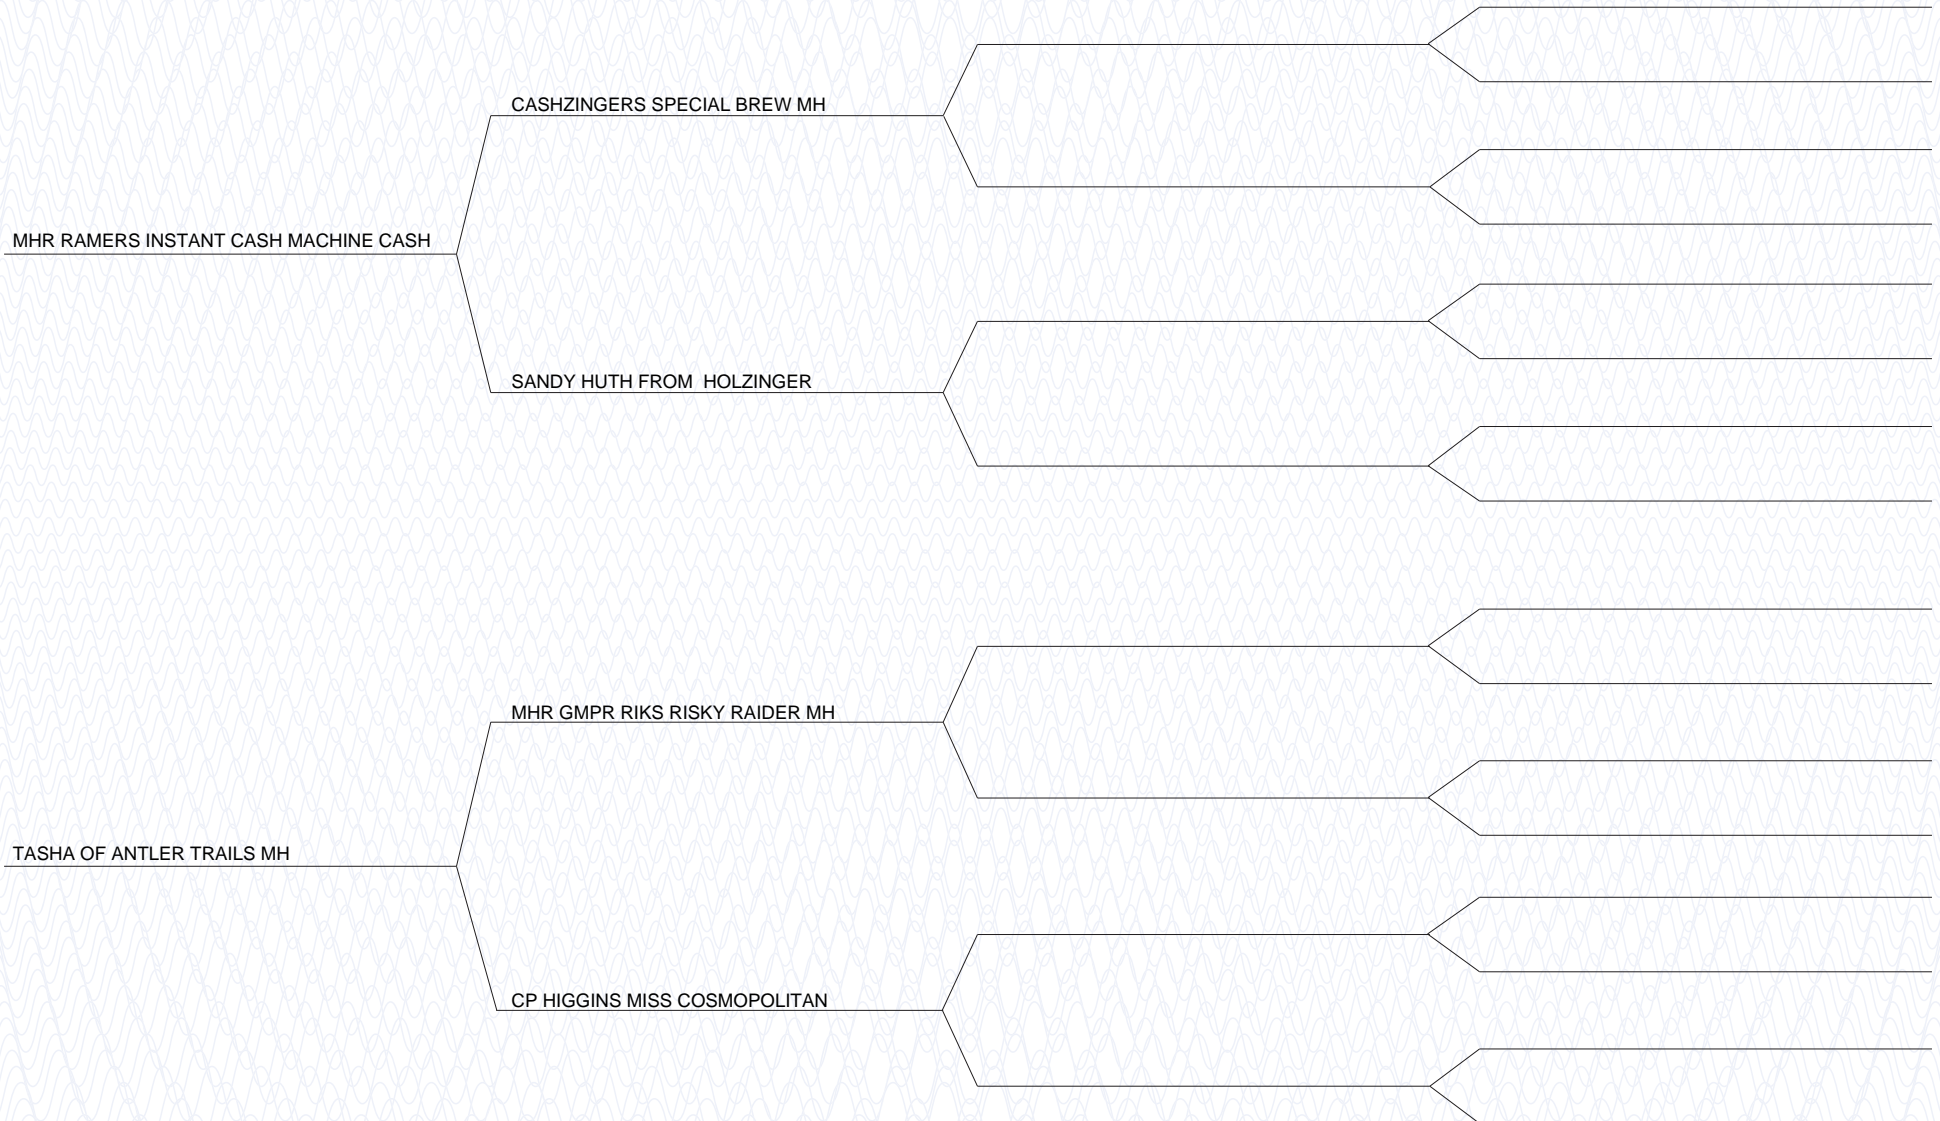 CASHZINGERS SPECIAL BREW MH
MHR RAMERS INSTANT CASH MACHINE CASH
SANDY HUTH FROM  HOLZINGER
MHR GMPR RIKS RISKY RAIDER MH
TASHA OF ANTLER TRAILS MH
CP HIGGINS MISS COSMOPOLITAN